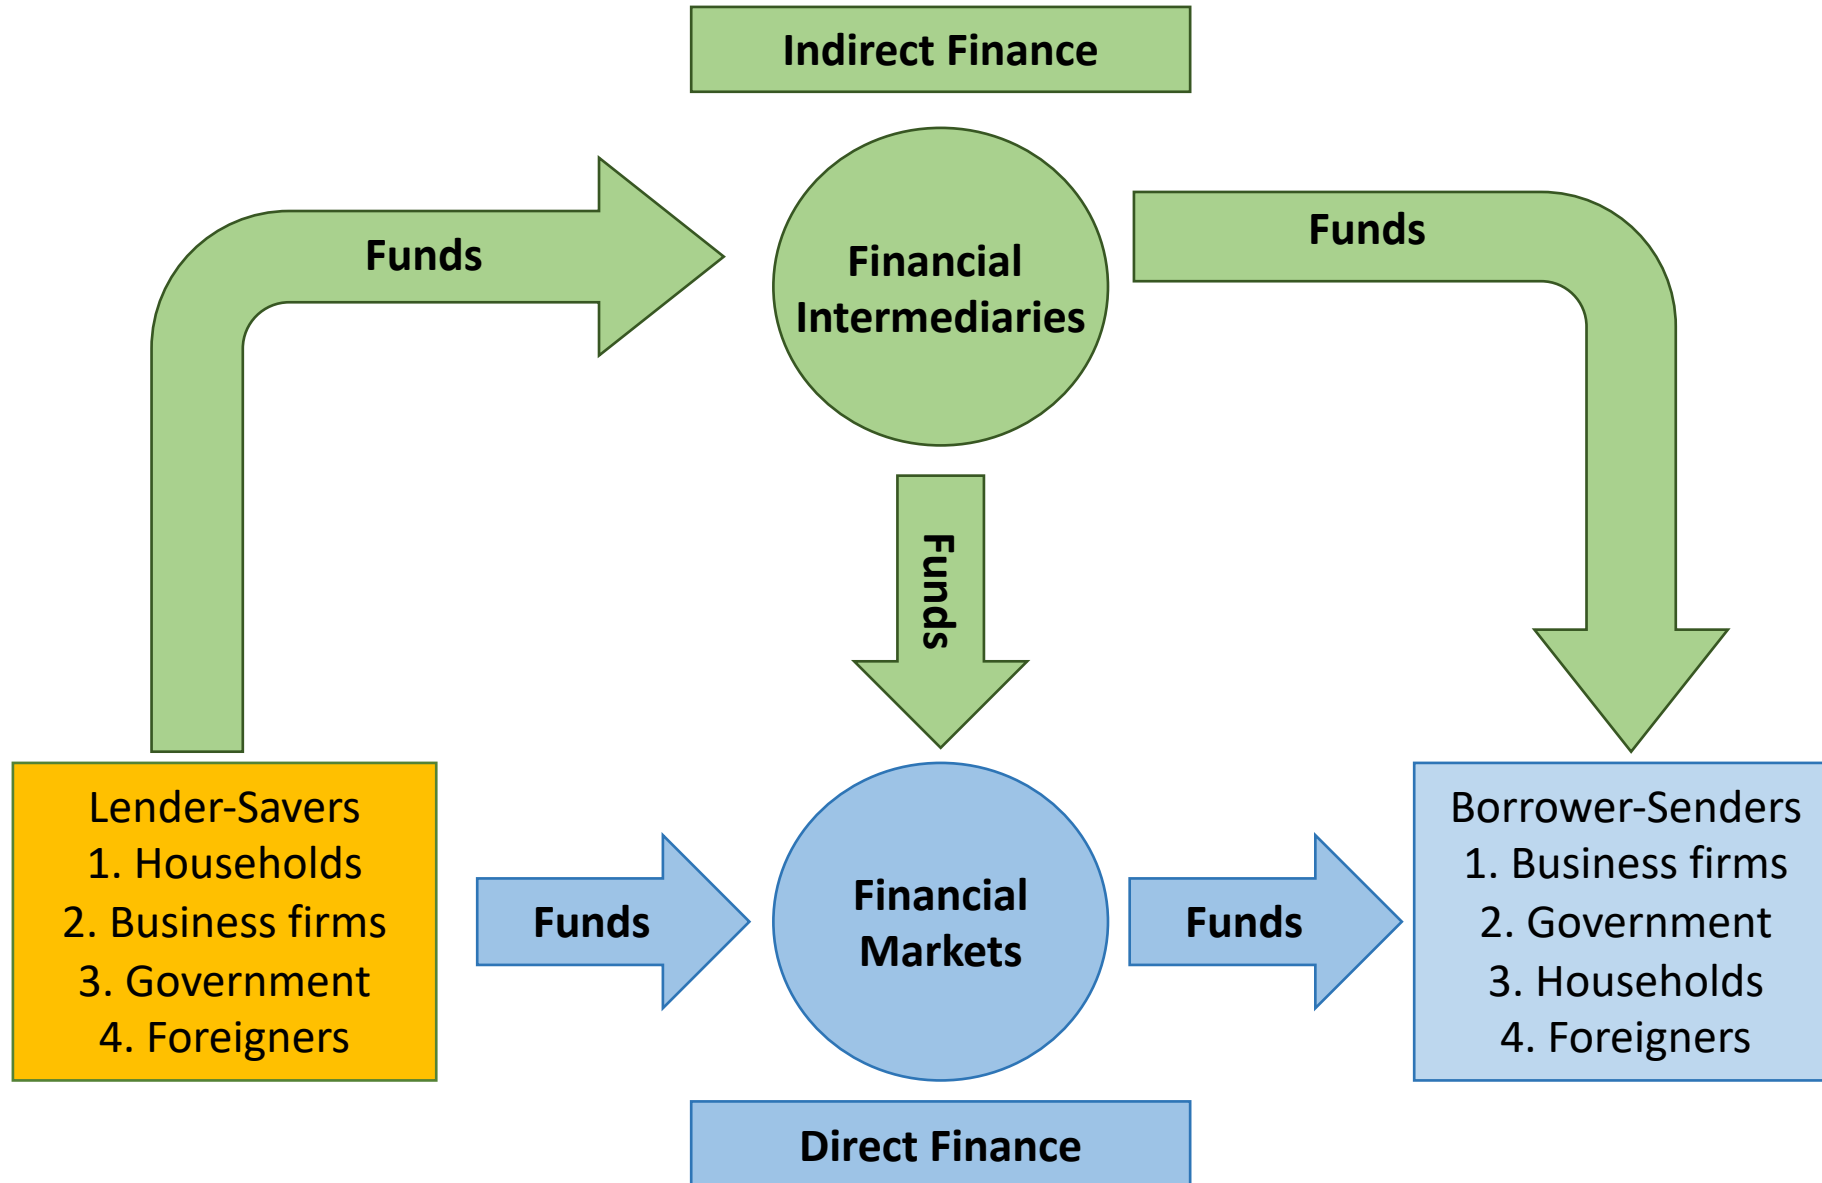 Indirect Finance
Funds
Financial
Intermediaries
Funds
Funds
Lender-Savers
1. Households
2. Business firms
3. Government
4. Foreigners
Funds
Financial
Markets
Funds
Borrower-Senders
1. Business firms
2. Government
3. Households
4. Foreigners
Direct Finance